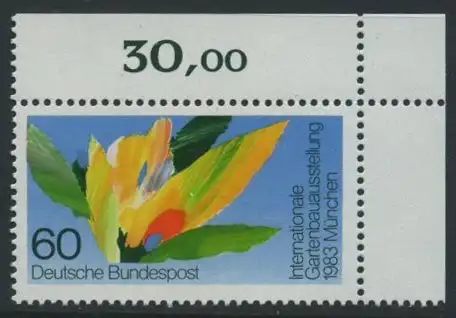 30,00
60
Deutsche Bundespost
Internationale
Gartenbauausstellung
1983 München